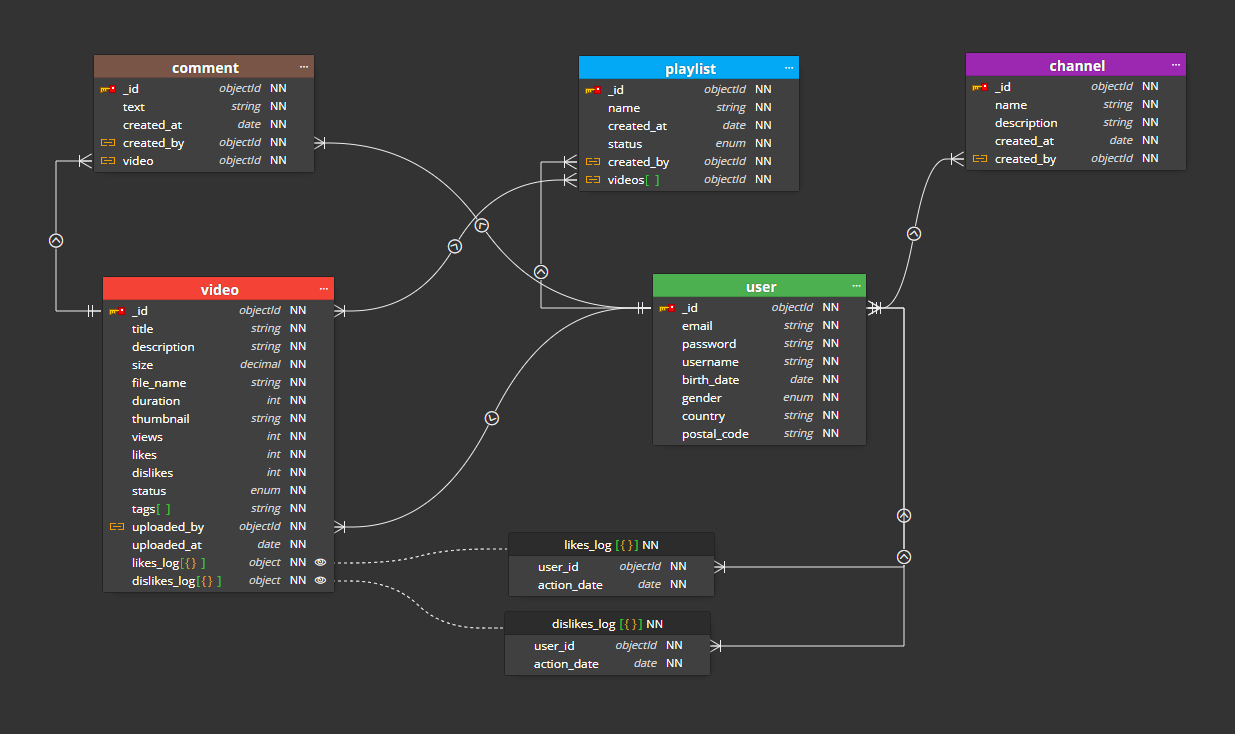 comment ...
_id objectId NN
text string NN
created_at date NN
created_by objectId NN
video objectId NN
playlist ...
_id objectId NN
name string NN
created_at date NN
status enum NN
created_by objectId NN
videos[ ] objectId NN
channel ...
_id objectId NN
name string NN
description string NN
created_at date NN
created_by objectId NN
video ...
_id objectId NN
title string NN
description string NN
size decimal NN
file_name string NN
duration int NN
thumbnail string NN
views int NN
likes int NN
dislikes int NN
status enum NN
tags[ ] string NN
uploaded_by objectId NN
uploaded_at date NN
likes_log[{} ] object NN
dislikes_log[{} ] object NN
user ...
_id objectId NN
email string NN
password string NN
username string NN
birth_date date NN
gender enum NN
country string NN
postal_code string NN
likes_log [{}] NN
user_id objectId NN
action_date date NN
dislikes_log [{}] NN
user_id objectId NN
action_date date NN